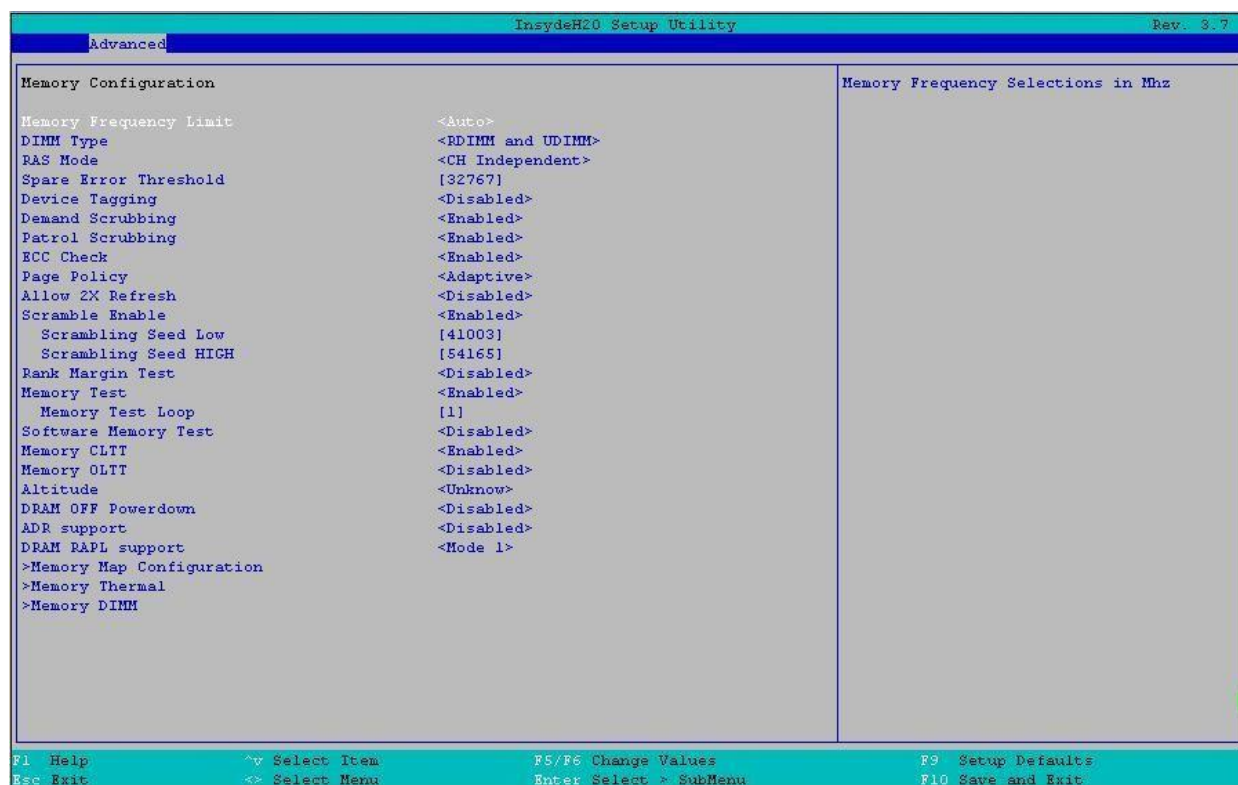 InsydeH20 Setup Utility Rev. 3.7
Advanced
Memory Configuration Memory Frequency Selections in Mhz
Memory Frequency Limit <Auto>
DIMM Type <RDIMM and UDIMM>
RAS Mode <CH Independent>
Spare Error Threshold [32767]
Device Tagging <Disabled>
Demand Scrubbing <Enabled>
Patrol Scrubbing <Enabled>
ECC Check <Enabled>
Page Policy <Adaptive>
Allow 2X Refresh <Disabled>
Scramble Enable <Enabled>
Scrambling Seed Low [41003]
Scrambling Seed HIGH [54165]
Rank Margin Test <Disabled>
Memory Test <Enabled>
Memory Test Loop [1]
Software Memory Test <Disabled>
Memory CLTT <Enabled>
Memory OLTT <Disabled>
Altitude <Unknow>
DRAM OFF Powerdown <Disabled>
ADR support <Disabled>
DRAM RAPL support <Mode 1>
>Memory Map Configuration
>Memory Thermal
>Memory DIMM
F1 Help ^v Select Item F5/F6 Change Values F9 Setup Defaults
Esc Exit <> Select Menu Enter Select > SubMenu F10 Save and Exit